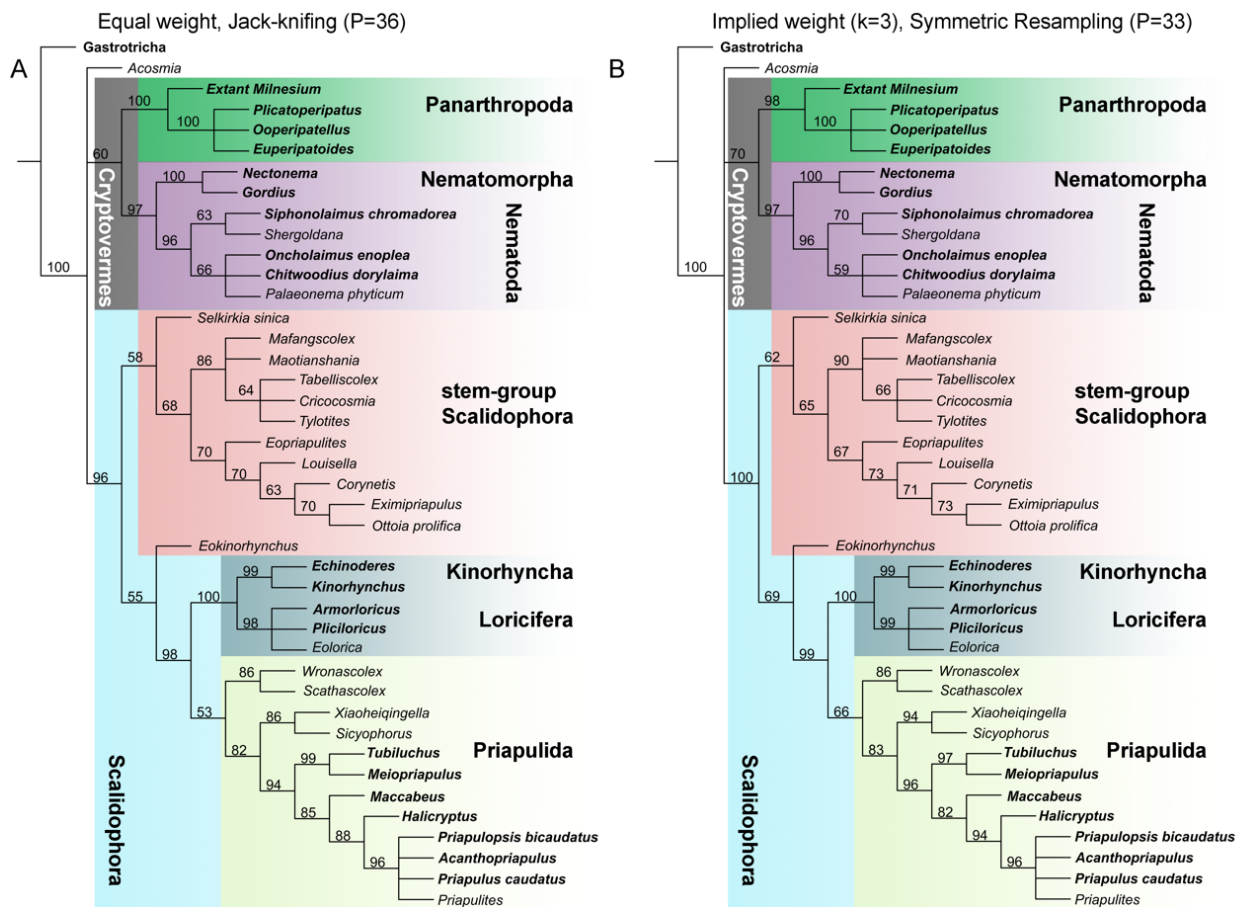 Equal weight, Jack-knifing (P=36)
A
Gastrotricha
Acosmia
100
Extant Milnesium
Panarthropoda
Plicatoperipatus
100
Ooperipatellus
Euperipatoides
60
Cryptovermes
100
Nectonema
Nematomorpha
Gordius
97
63
Siphonolaimus chromadorea
Nematoda
Shergoldana
96
Oncholaimus enoplea
66
Chitwoodius dorylaima
Palaeonema phyticum
100
Selkirkia sinica
58
Mafangscolex
86
Maotianshania
Tabelliscolex
64
Cricocosmia
stem-group
Scalidophora
Tylotites
68
Eopriapulites
70
Louisella
70
Corynetis
63
Eximipriapulus
70
Ottoia prolifica
96
Eokinorhynchus
Echinoderes
Kinorhyncha
99
Kinorhynchus
100
55
Armorloricus
Loricifera
98
Pliciloricus
Eolorica
98
Wronascolex
86
Scathascolex
53
Xiaoheiqingella
86
Sicyophorus
82
Tubiluchus
Priapulida
99
Meiopriapulus
94
Maccabeus
85
Halicryptus
88
Priapulopsis bicaudatus
96
Acanthopriapulus
Priapulus caudatus
Priapulites
Scalidophora
Implied weight (k=3), Symmetric Resampling (P=33)
B
Gastrotricha
Acosmia
98
Extant Milnesium
Panarthropoda
Plicatoperipatus
100
Ooperipatellus
Euperipatoides
70
Cryptovermes
100
Nectonema
Nematomorpha
Gordius
97
70
Siphonolaimus chromadorea
Nematoda
Shergoldana
96
Oncholaimus enoplea
59
Chitwoodius dorylaima
Palaeonema phyticum
100
Selkirkia sinica
62
Mafangscolex
90
Maotianshania
Tabelliscolex
66
Cricocosmia
stem-group
Scalidophora
Tylotites
65
Eopriapulites
67
Louisella
73
Corynetis
71
Eximipriapulus
73
Ottoia prolifica
100
Eokinorhynchus
Echinoderes
Kinorhyncha
99
Kinorhynchus
100
69
Armorloricus
Loricifera
99
Pliciloricus
Eolorica
99
Wronascolex
86
Scathascolex
66
Xiaoheiqingella
94
Sicyophorus
83
Tubiluchus
Priapulida
97
Meiopriapulus
96
Maccabeus
82
Halicryptus
94
Priapulopsis bicaudatus
96
Acanthopriapulus
Priapulus caudatus
Priapulites
Scalidophora